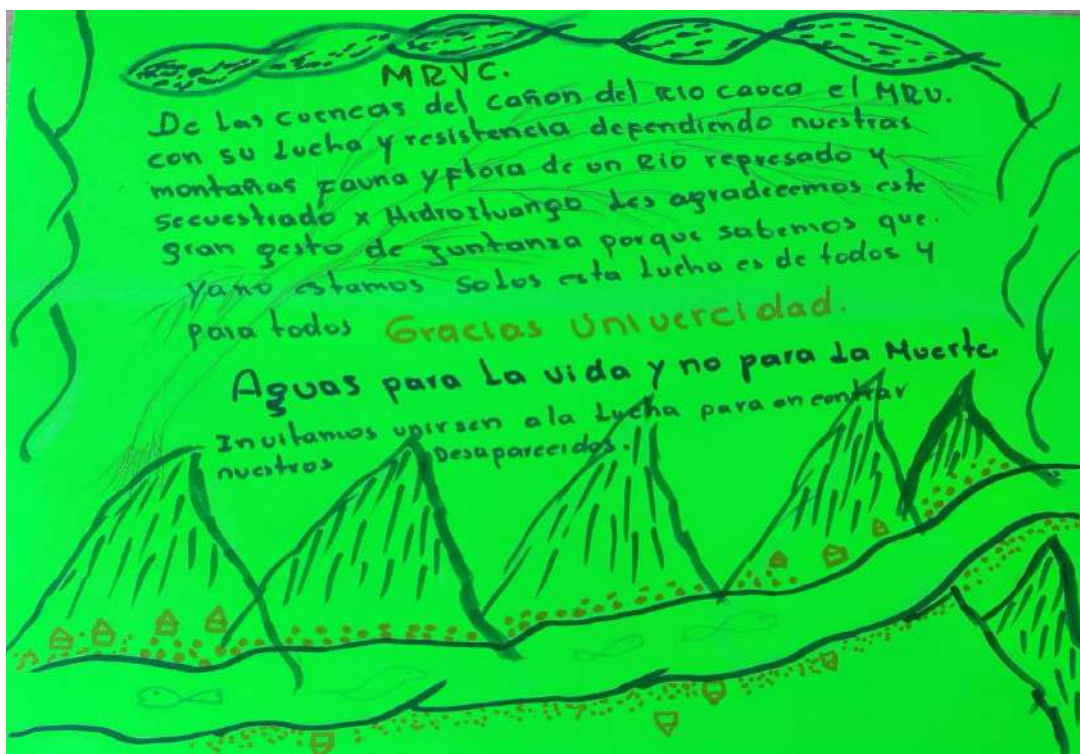 MRVC.
De Las cuencas del cañon del Rio cauca el MRV.
con su Lucha y resistencia dependiendo nuestras
montañas Fauna y flora de un Rio represado y
secuestrado x Hidroituango Les agradecemos este
gran gesto de Juntanza porque sabemos que.
Ya no estamos solos esta Lucha es de todos y
para todos Gracias Univercidad.
Aguas para La vida y no para La Muerte.
Invitamos unirsen a la Lucha para encontrar
nuestros Desaparecidos.